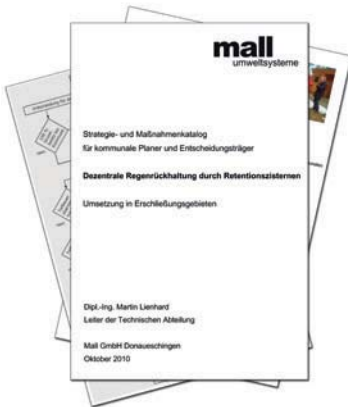 mall
umweltsysteme
Strategie- und Maßnahmenkatalog
für kommunale Planer und Entscheidungsträger
Dezentrale Regenrückhaltung durch Retentionszisternen
Umsetzung in Erschließungsgebieten
Dipl.-Ing. Martin Lienhard
Leiter der Technischen Abteilung
Mall GmbH Donaueschingen
Oktober 2010